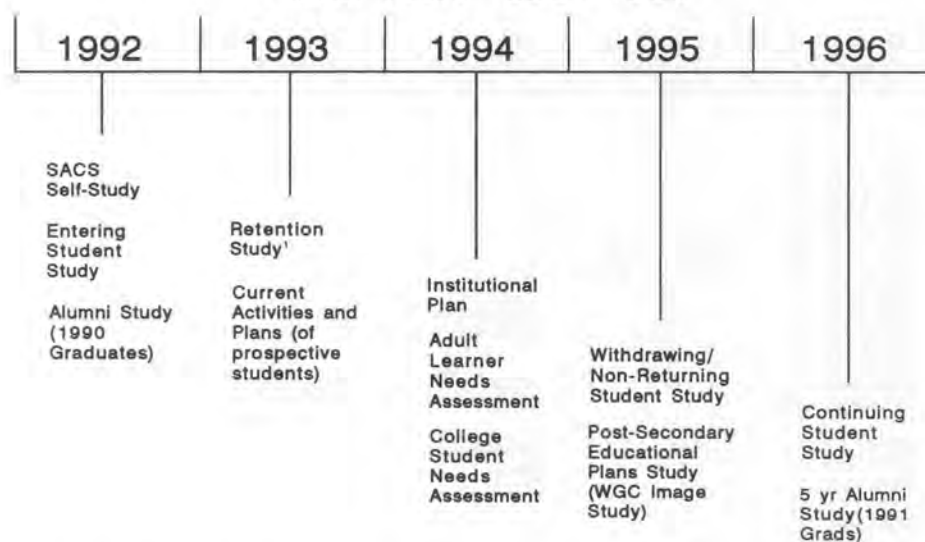 1992
1993
1994
1995
1996
SACS
Self-Study
Entering
Student
Study
Alumni Study
(1990
Graduates)
Retention
Study¹
Current
Activities and
Plans (of
prospective
students)
Institutional
Plan
Adult
Learner
Needs
Assessment
College
Student
Needs
Assessment
Withdrawing/
Non-Returning
Student Study
Post-Secondary
Educational
Plans Study
(WGC Image
Study)
Continuing
Student
Study
5 yr Alumni
Study(1991
Grads)